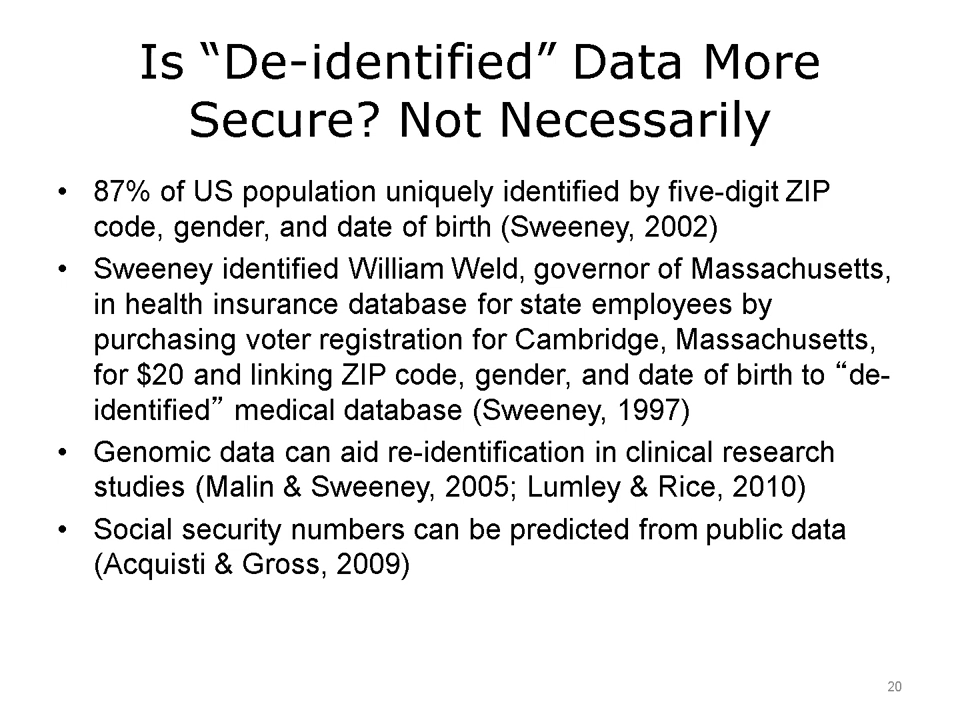 Is “De-identified” Data More
Secure? Not Necessarily
• 87% of US population uniquely identified by five-digit ZIP
code, gender, and date of birth (Sweeney, 2002)
• Sweeney identified William Weld, governor of Massachusetts,
in health insurance database for state employees by
purchasing voter registration for Cambridge, Massachusetts,
for $20 and linking ZIP code, gender, and date of birth to “de-
identified” medical database (Sweeney, 1997)
• Genomic data can aid re-identification in clinical research
studies (Malin & Sweeney, 2005; Lumley & Rice, 2010)
• Social security numbers can be predicted from public data
(Acquisti & Gross, 2009)
20